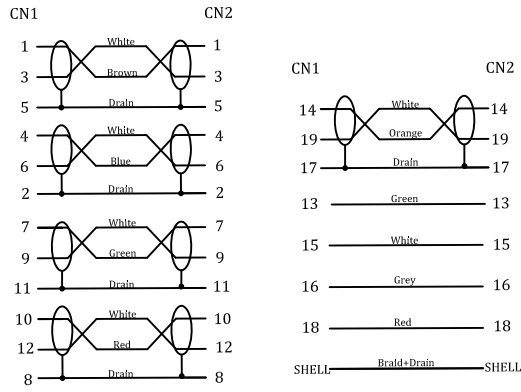 CN1 CN2
1 White 1
3 Brown 3
5 Drain 5
4 White 4
6 Blue 6
2 Drain 2
7 White 7
9 Green 9
11 Drain 11
10 White 10
12 Red 12
8 Drain 8
CN1 CN2
14 White 14
19 Orange 19
17 Drain 17
13 Green 13
15 White 15
16 Grey 16
18 Red 18
SHELL Braid+Drain SHELL